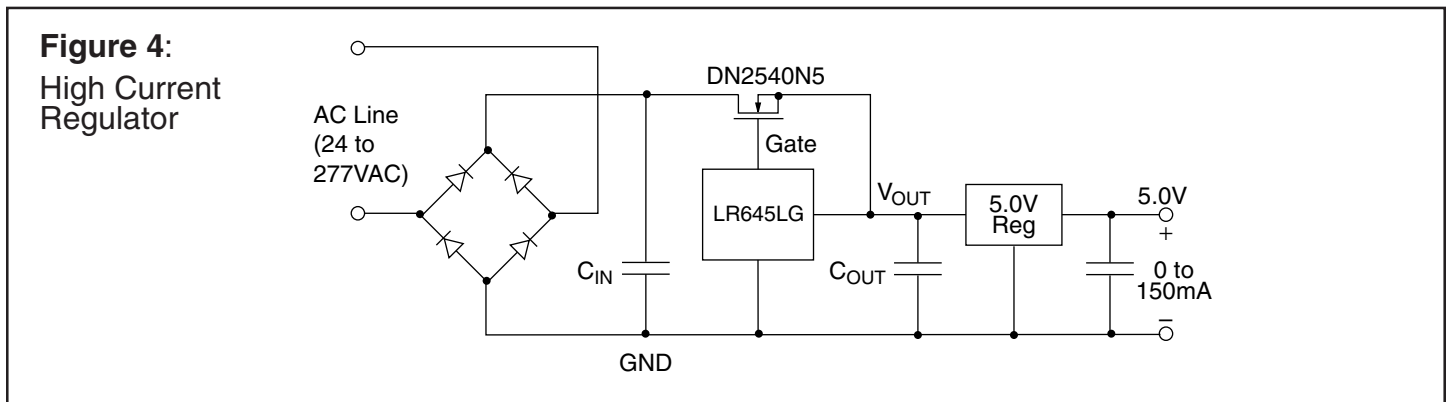 Figure 4:
High Current
Regulator
AC Line
(24 to
277VAC)
DN2540N5
Gate
LR645LG
VOUT
5.0V
Reg
5.0V
+
CIN
COUT
0 to
150mA
–
GND